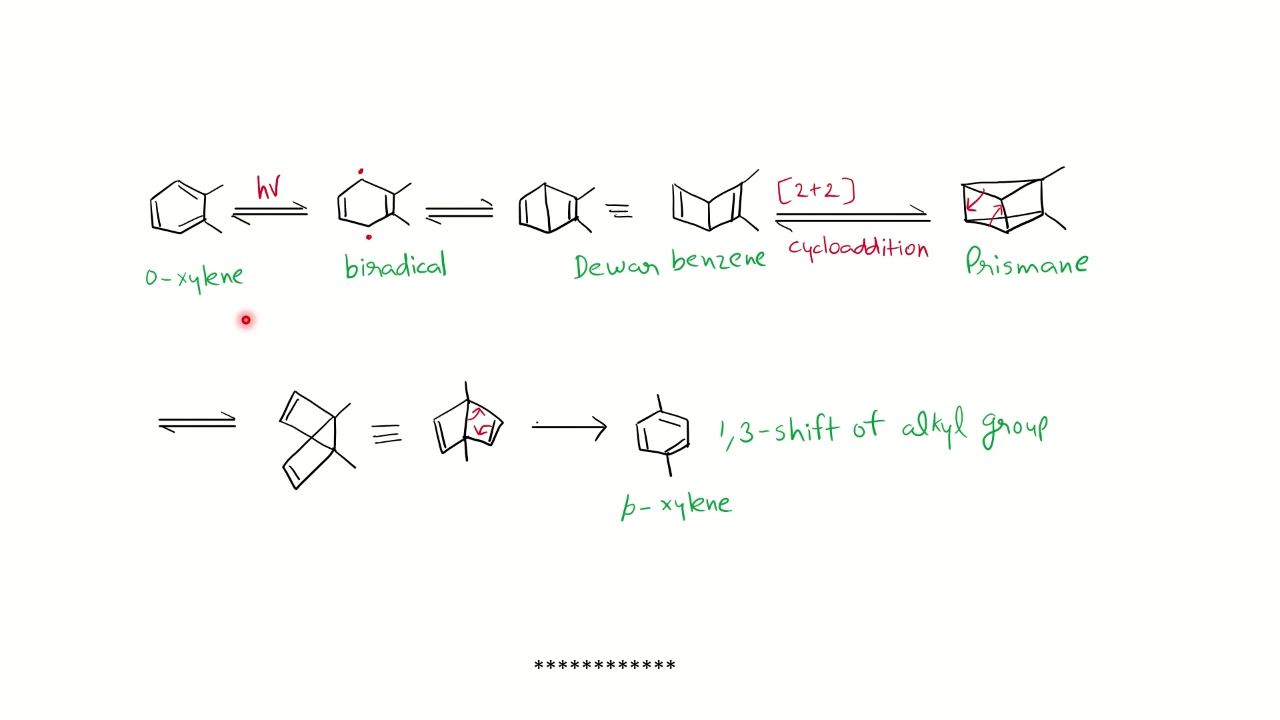 hν
[2+2]
cycloaddition
o-xylene
biradical
Dewar benzene
Prismane
1,3-shift of alkyl group
p-xylene
************